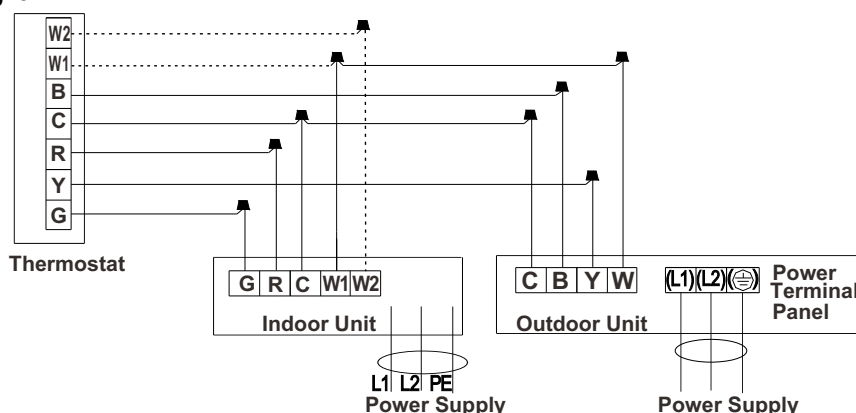 W2
W1
B
C
R
Y
G
Thermostat
G R C W1 W2
Indoor Unit
L1 L2 PE
Power Supply
C B Y W
Outdoor Unit
(L1) (L2) (⏚)
Power
Terminal
Panel
Power Supply